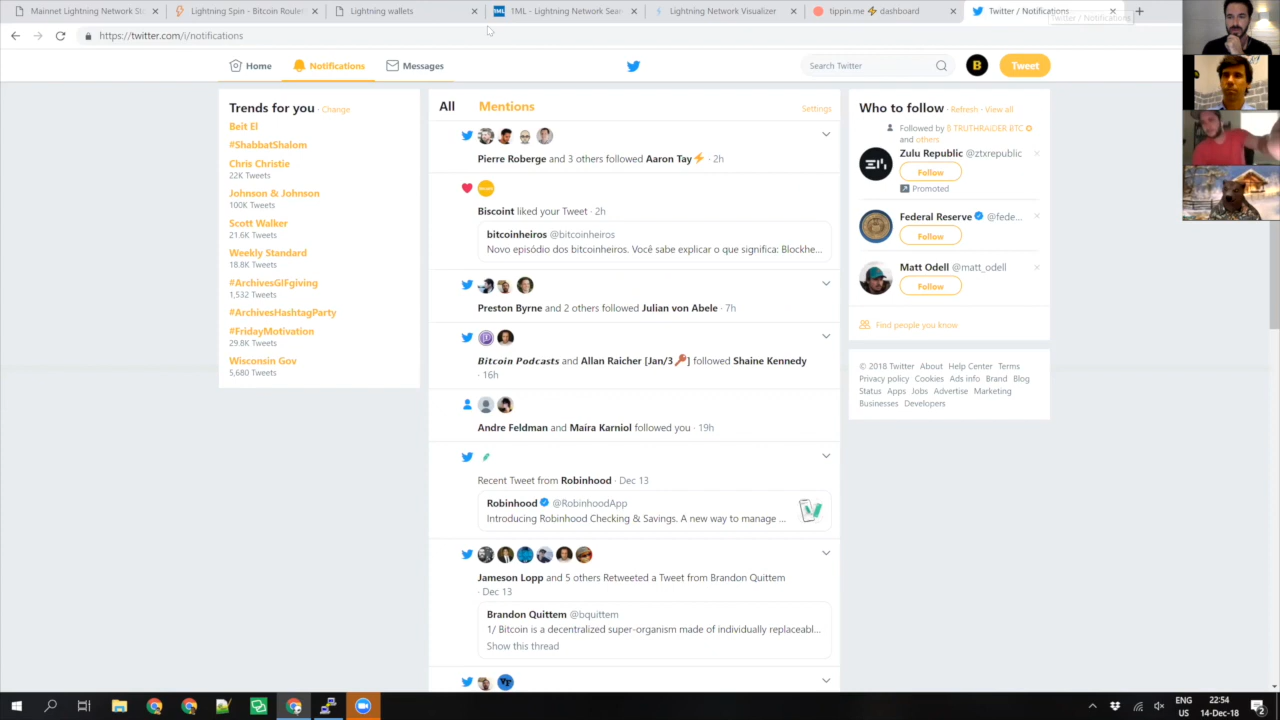 Mainnet Lightning Network Sta
Lightning Spin - Bitcoin Router
Lightning wallets
1ML - Lightning Network Sear
Lightning Network Visualizer
tippin.me ⚡ dashboard
Twitter / Notifications
Twitter / Notifications
https://twitter.com/i/notifications
Home
Notifications
Messages
Search Twitter
B
Tweet
Trends for you · Change
Beit El
#ShabbatShalom
Chris Christie
22K Tweets
Johnson & Johnson
100K Tweets
Scott Walker
21.6K Tweets
Weekly Standard
18.8K Tweets
#ArchivesGIFgiving
1,532 Tweets
#ArchivesHashtagParty
#FridayMotivation
29.8K Tweets
Wisconsin Gov
5,680 Tweets
All
Mentions
Settings
Pierre Roberge and 3 others followed Aaron Tay⚡ · 2h
Biscoint liked your Tweet · 2h
bitcoinheiros @bitcoinheiros
Novo episódio dos bitcoinheiros. Você sabe explicar o que significa: Blockhe...
Preston Byrne and 2 others followed Julian von Abele · 7h
Bitcoin Podcasts and Allan Raicher [Jan/3🔑] followed Shaine Kennedy
· 16h
Andre Feldman and Maira Karniol followed you · 19h
Recent Tweet from Robinhood · Dec 13
Robinhood @RobinhoodApp
Introducing Robinhood Checking & Savings. A new way to manage ...
Jameson Lopp and 5 others Retweeted a Tweet from Brandon Quittem
· Dec 13
Brandon Quittem @bquittem
1/ Bitcoin is a decentralized super-organism made of individually replaceabl...
Show this thread
Who to follow · Refresh · View all
Followed by ₿ TRUTHRAIDER BTC
and others
Zulu Republic @ztxrepublic
Follow
Promoted
Federal Reserve @fede...
Follow
Matt Odell @matt_odell
Follow
Find people you know
© 2018 Twitter About Help Center Terms
Privacy policy Cookies Ads info Brand Blog
Status Apps Jobs Advertise Marketing
Businesses Developers
ENG
US
22:54
14-Dec-18
2